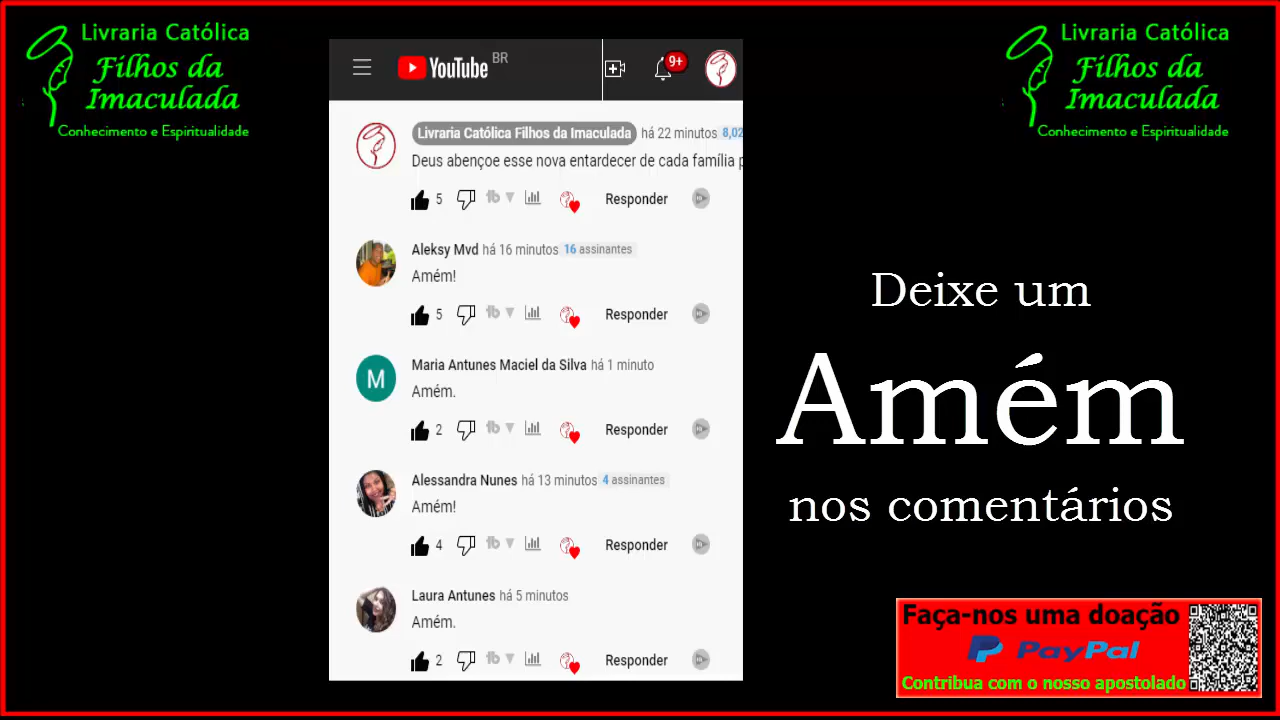 Livraria Católica
Filhos da
Imaculada
Conhecimento e Espiritualidade
YouTube BR
9+
Livraria Católica Filhos da Imaculada há 22 minutos 8,02
Deus abençoe esse nova entardecer de cada família p
5 Responder
Aleksy Mvd há 16 minutos 16 assinantes
Amém!
5 Responder
M
Maria Antunes Maciel da Silva há 1 minuto
Amém.
2 Responder
Alessandra Nunes há 13 minutos 4 assinantes
Amém!
4 Responder
Laura Antunes há 5 minutos
Amém.
2 Responder
Livraria Católica
Filhos da
Imaculada
Conhecimento e Espiritualidade
Deixe um
Amém
nos comentários
Faça-nos uma doação
PayPal
Contribua com o nosso apostolado